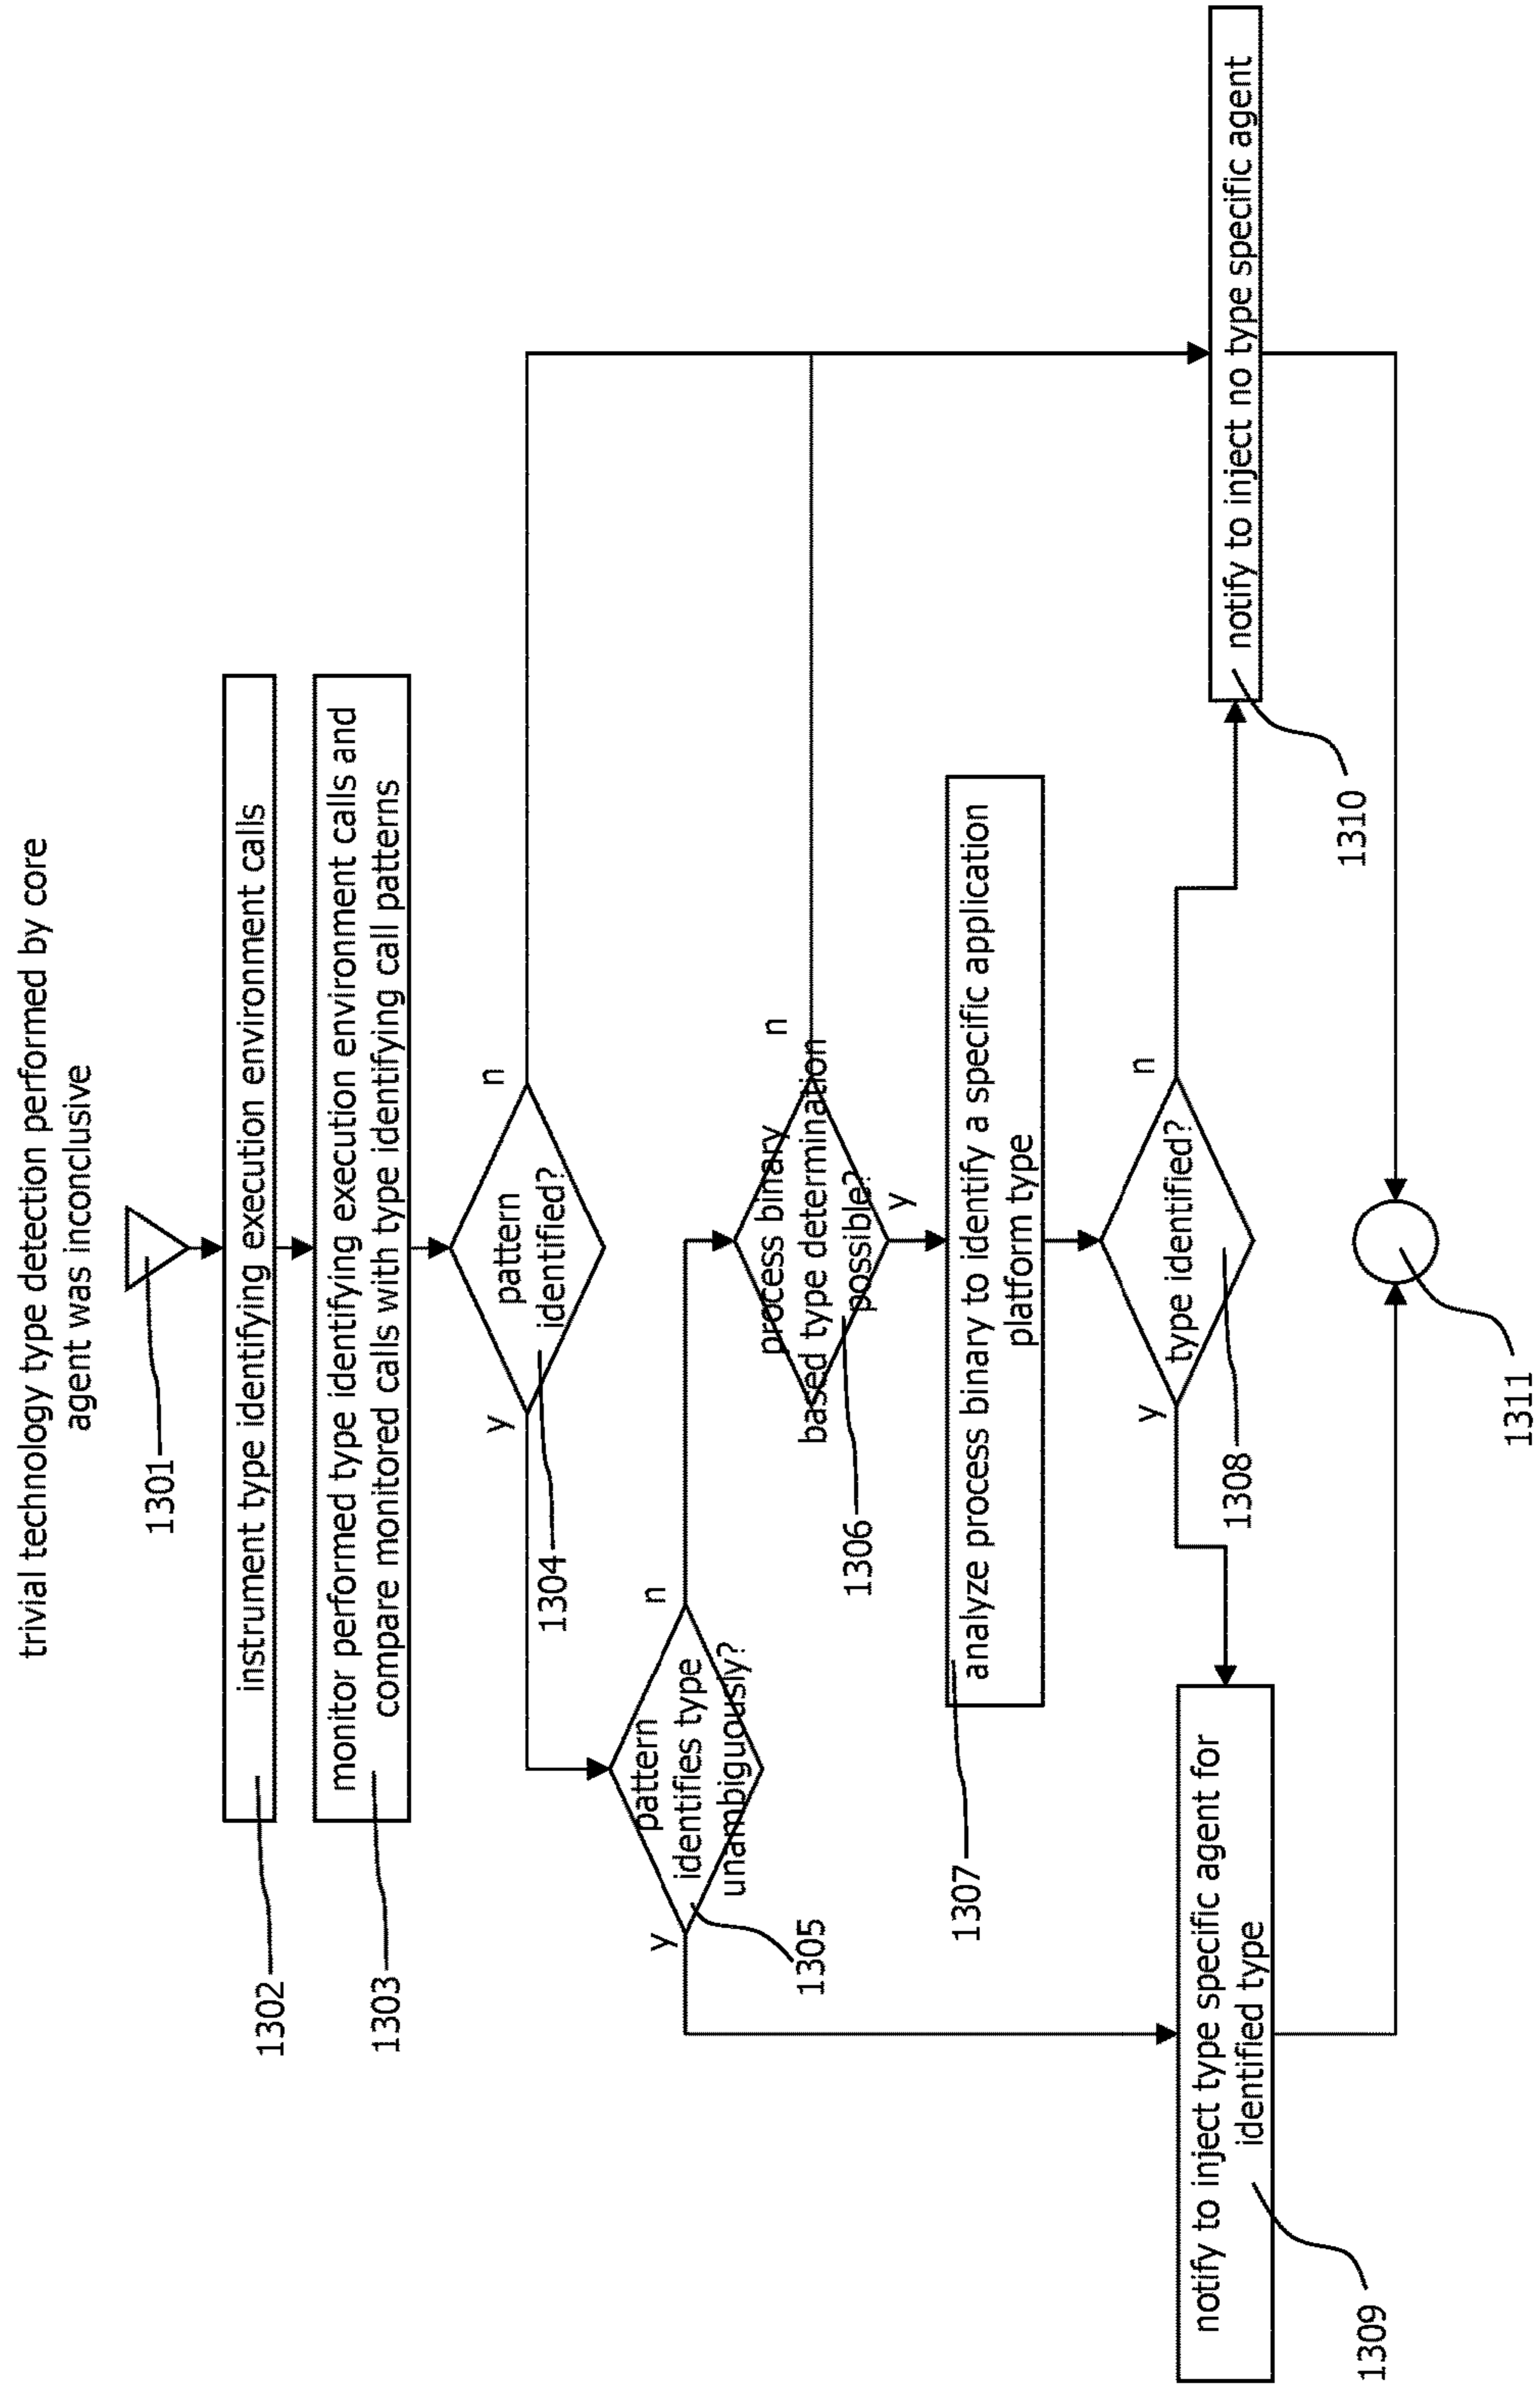 trivial technology type detection performed by core
agent was inconclusive
1301
instrument type identifying execution environment calls
1302
monitor performed type identifying execution environment calls and
compare monitored calls with type identifying call patterns
1303
y
pattern
identified?
n
1304
y
pattern
identifies type
unambiguously?
n
1305
process binary
based type determination
possible?
n
y
1306
analyze process binary to identify a specific application
platform type
1307
y
type identified?
n
1308
notify to inject type specific agent for
identified type
1309
notify to inject no type specific agent
1310
1311